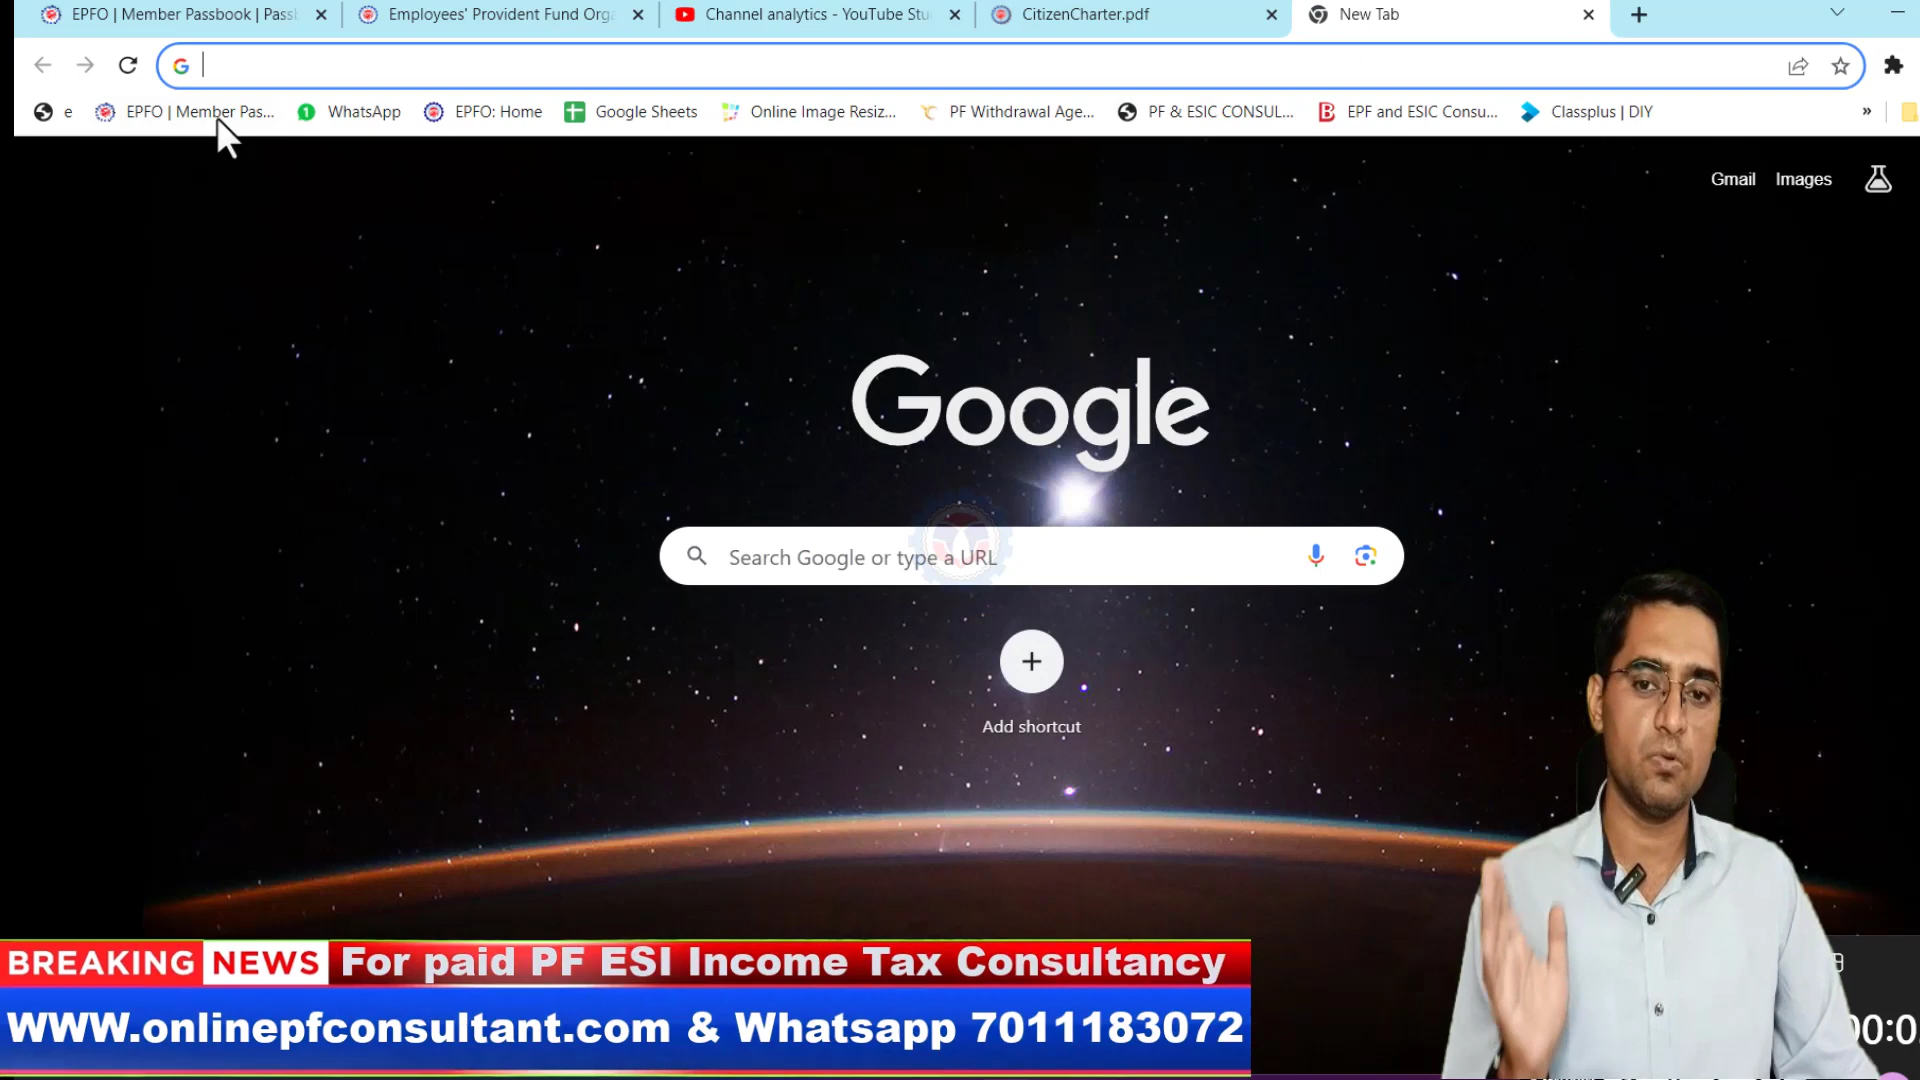 EPFO | Member Passbook | Passb
Employees' Provident Fund Orga
Channel analytics - YouTube Stu
CitizenCharter.pdf
New Tab
e
EPFO | Member Pas...
WhatsApp
EPFO: Home
Google Sheets
Online Image Resiz...
PF Withdrawal Age...
PF & ESIC CONSUL...
EPF and ESIC Consu...
Classplus | DIY
»
Gmail
Images
Google
Search Google or type a URL
Add shortcut
BREAKING NEWS For paid PF ESI Income Tax Consultancy
WWW.onlinepfconsultant.com & Whatsapp 7011183072